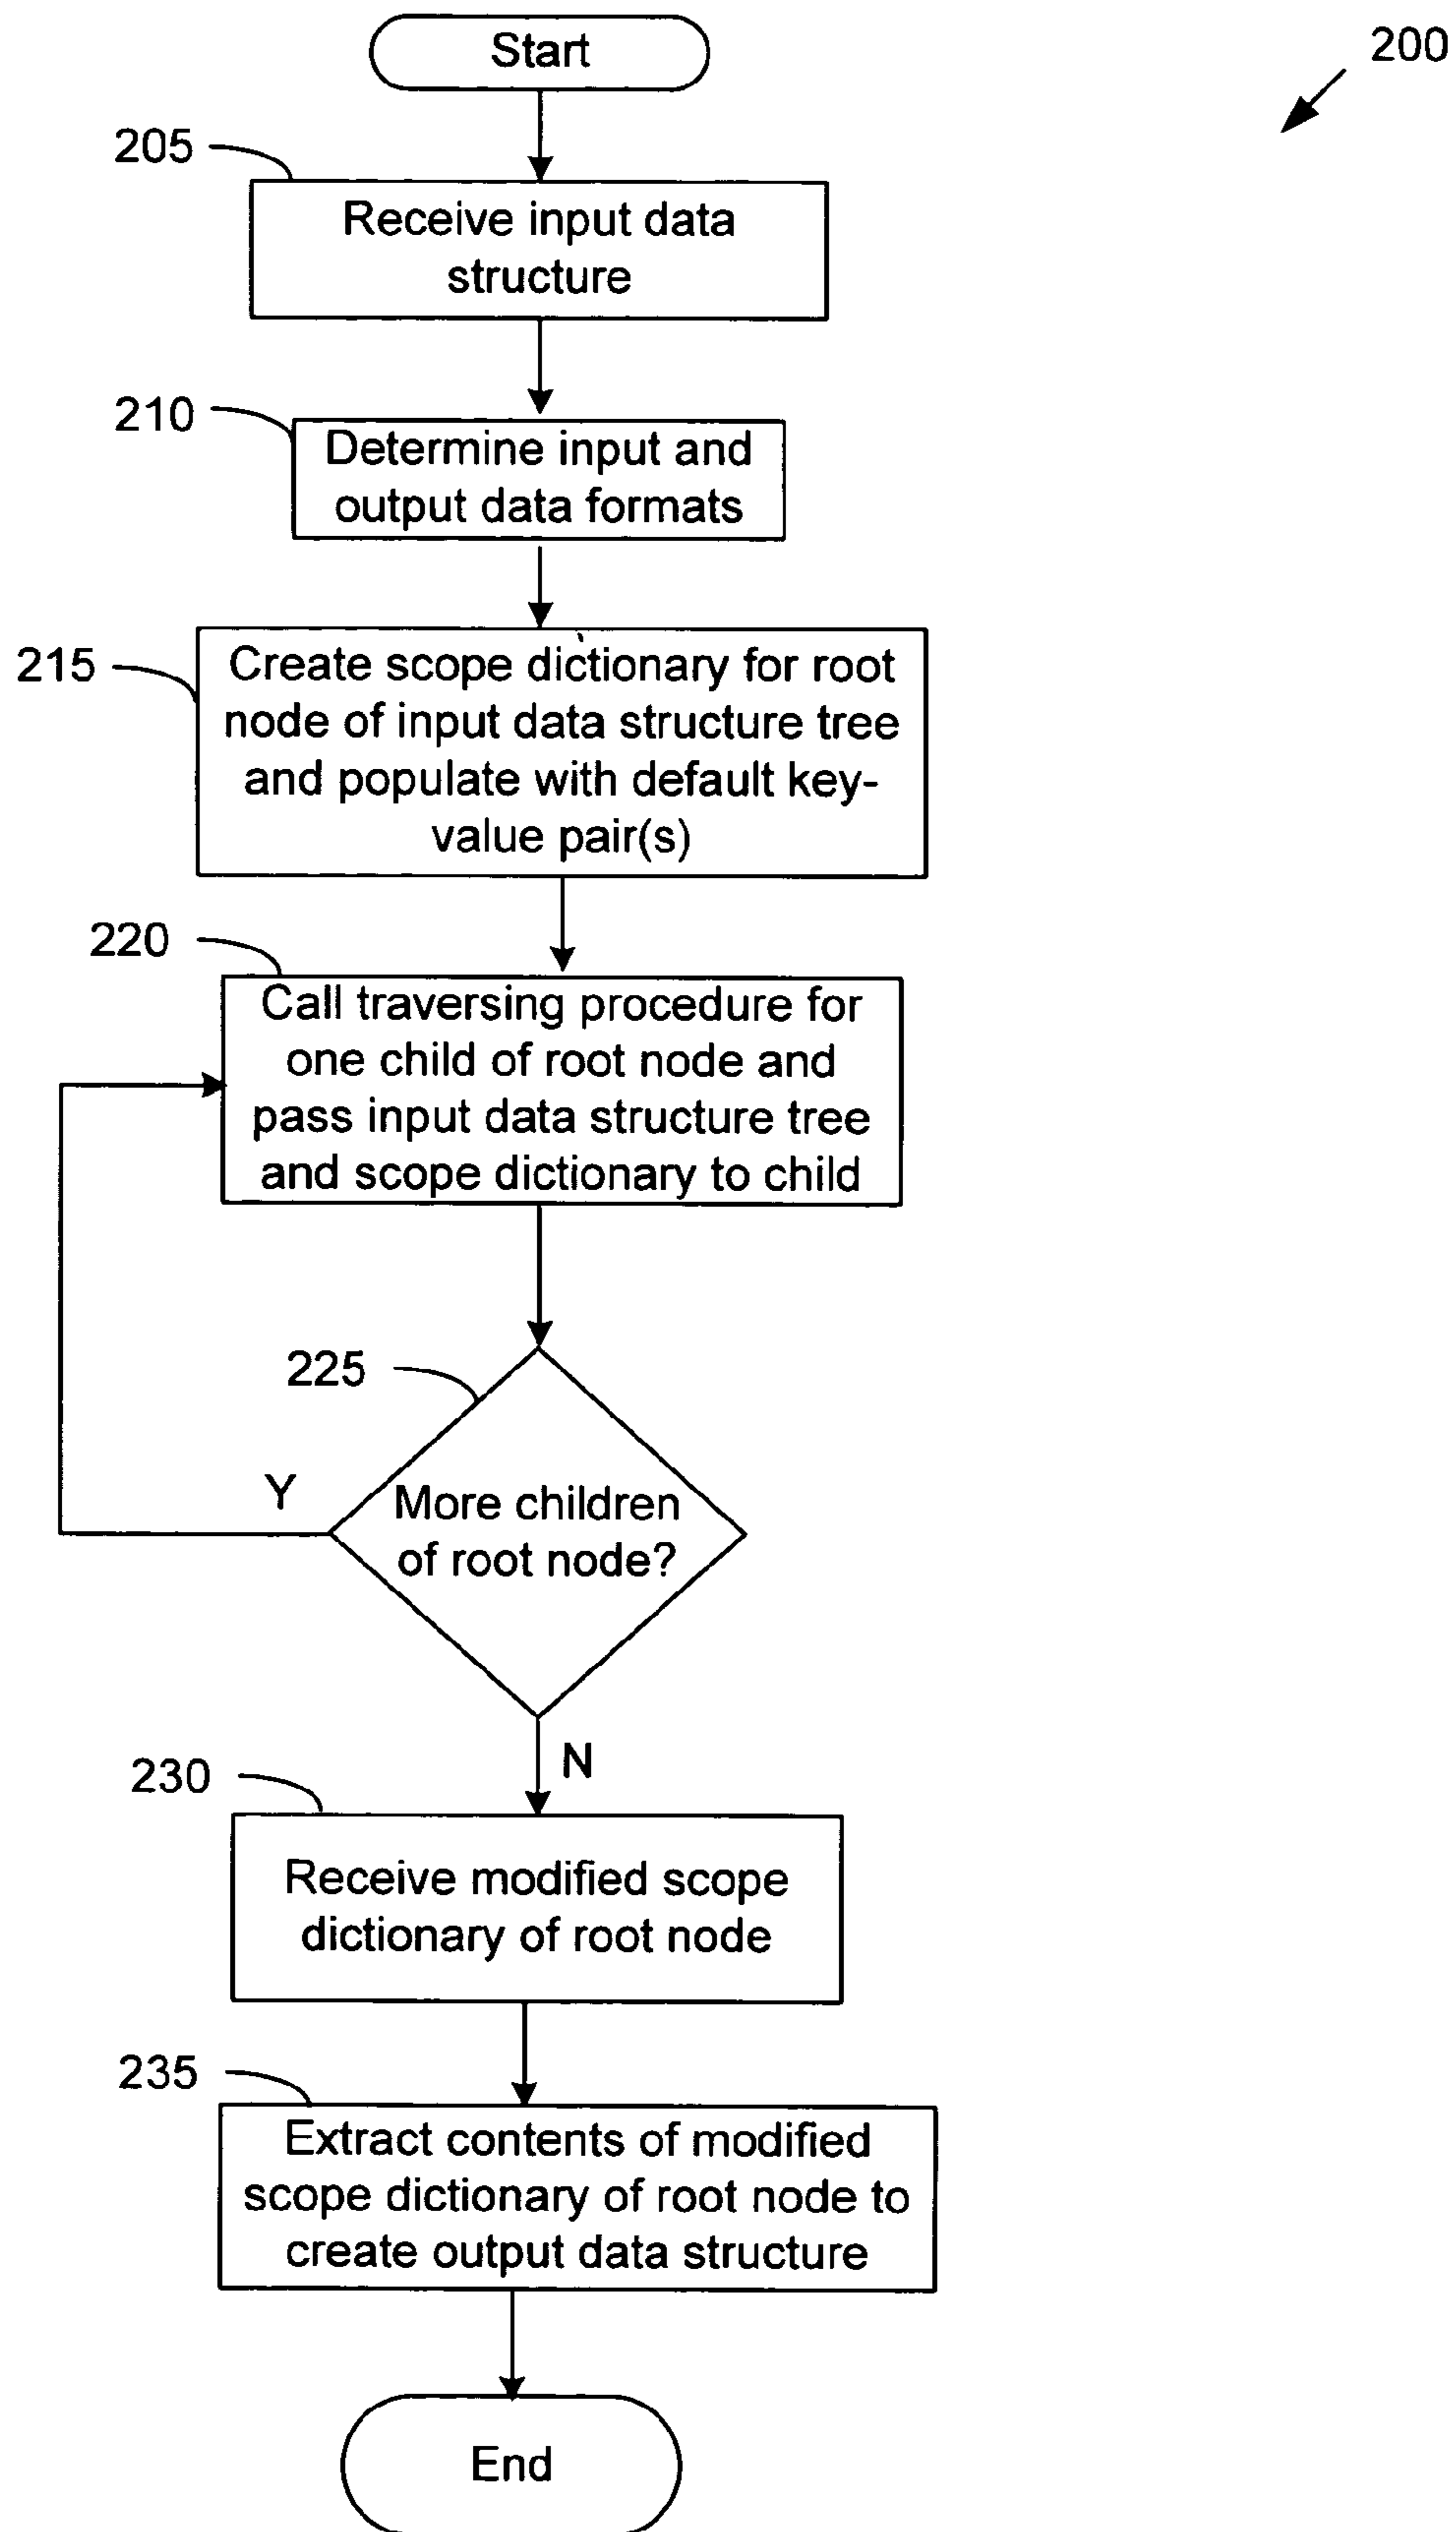 Start
200
205
Receive input data
structure
210
Determine input and
output data formats
215
Create scope dictionary for root
node of input data structure tree
and populate with default key-
value pair(s)
220
Call traversing procedure for
one child of root node and
pass input data structure tree
and scope dictionary to child
225
Y
More children
of root node?
N
230
Receive modified scope
dictionary of root node
235
Extract contents of modified
scope dictionary of root node to
create output data structure
End